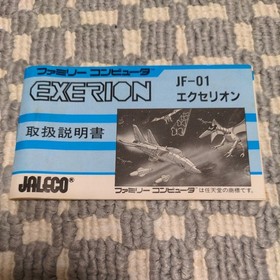 ファミリー コンピュータ
EXERION
JF-01
エクセリオン
取扱説明書
JALECO®
ファミリー コンピュータ は任天堂の商標です。